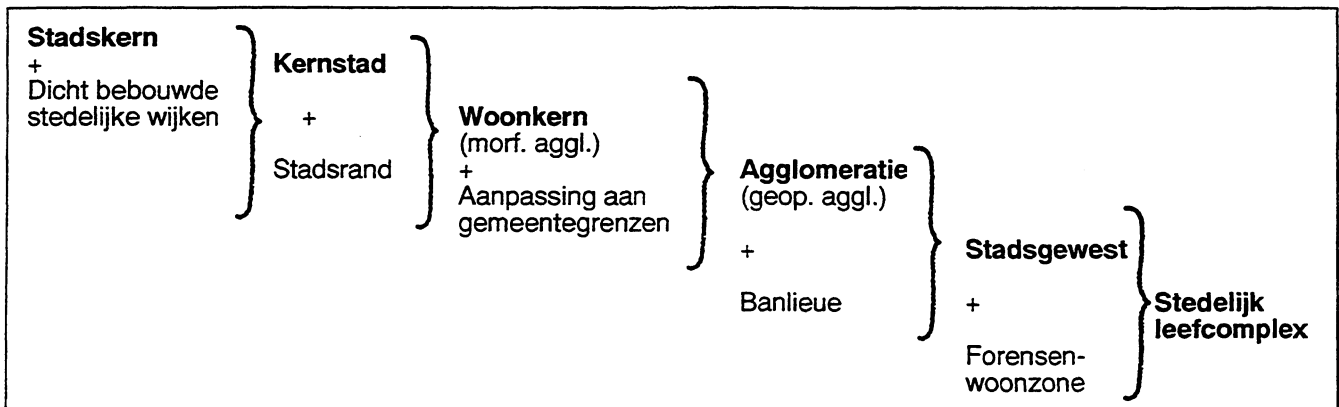 Stadskern
+
Dicht bebouwde
stedelijke wijken
Kernstad
+
Stadsrand
Woonkern
(morf. aggl.)
+
Aanpassing aan
gemeentegrenzen
Agglomeratie
(geop. aggl.)
+
Banlieue
Stadsgewest
+
Forensen-
woonzone
Stedelijk
leefcomplex